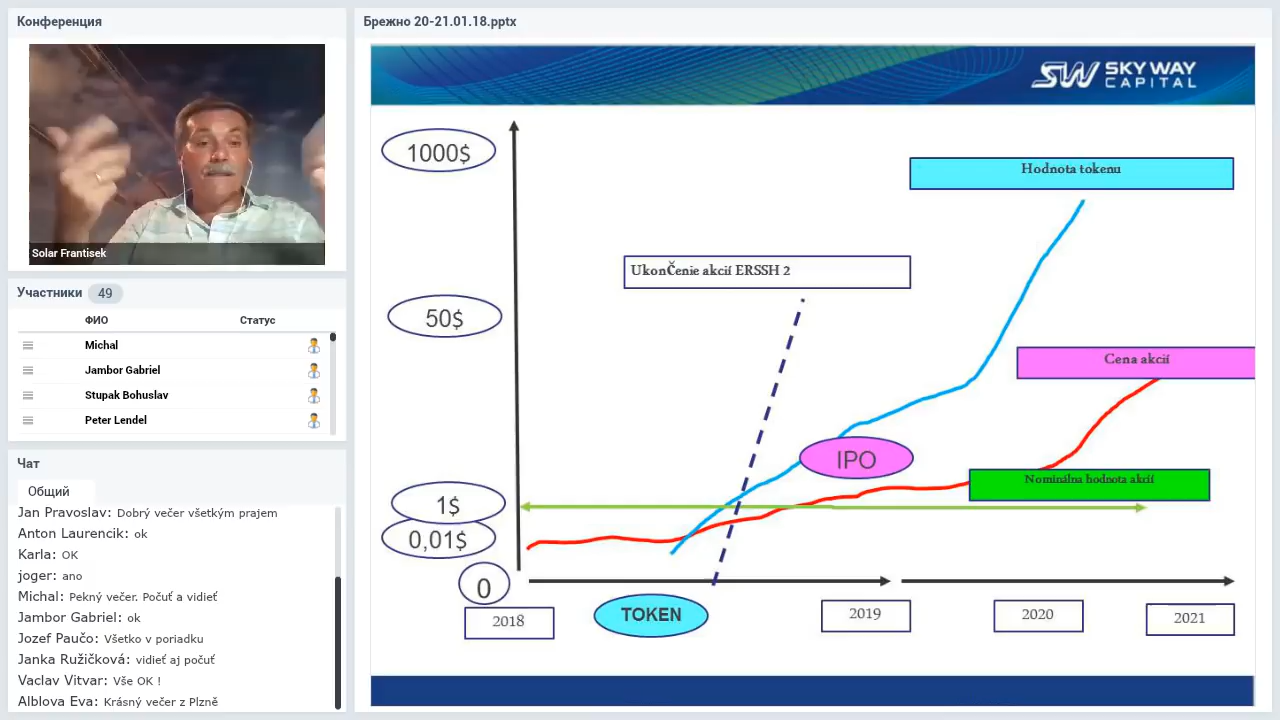 Конференция
Solar Frantisek
Участники 49
ФИО Статус
Michal
Jambor Gabriel
Stupak Bohuslav
Peter Lendel
Чат
Общий
Jan Pravoslav: Dobrý večer všetkým prajem
Anton Laurencik: ok
Karla: OK
joger: ano
Michal: Pekný večer. Počuť a vidieť
Jambor Gabriel: ok
Jozef Paučo: Všetko v poriadku
Janka Ružičková: vidieť aj počuť
Vaclav Vitvar: Vše OK !
Alblova Eva: Krásný večer z Plzně
Брежно 20-21.01.18.pptx
SW SKY WAY
CAPITAL
1000$
Hodnota tokenu
UkonČenie akcií ERSSH 2
50$
Cena akcií
IPO
Nominálna hodnota akcií
1$
0,01$
0
2018
TOKEN
2019
2020
2021